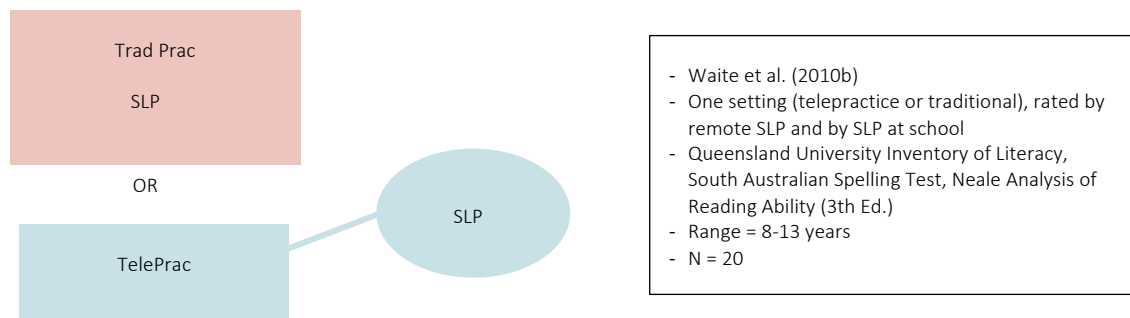 Trad Prac
SLP
OR
TelePrac
SLP
- Waite et al. (2010b)
- One setting (telepractice or traditional), rated by
remote SLP and by SLP at school
- Queensland University Inventory of Literacy,
South Australian Spelling Test, Neale Analysis of
Reading Ability (3th Ed.)
- Range = 8-13 years
- N = 20